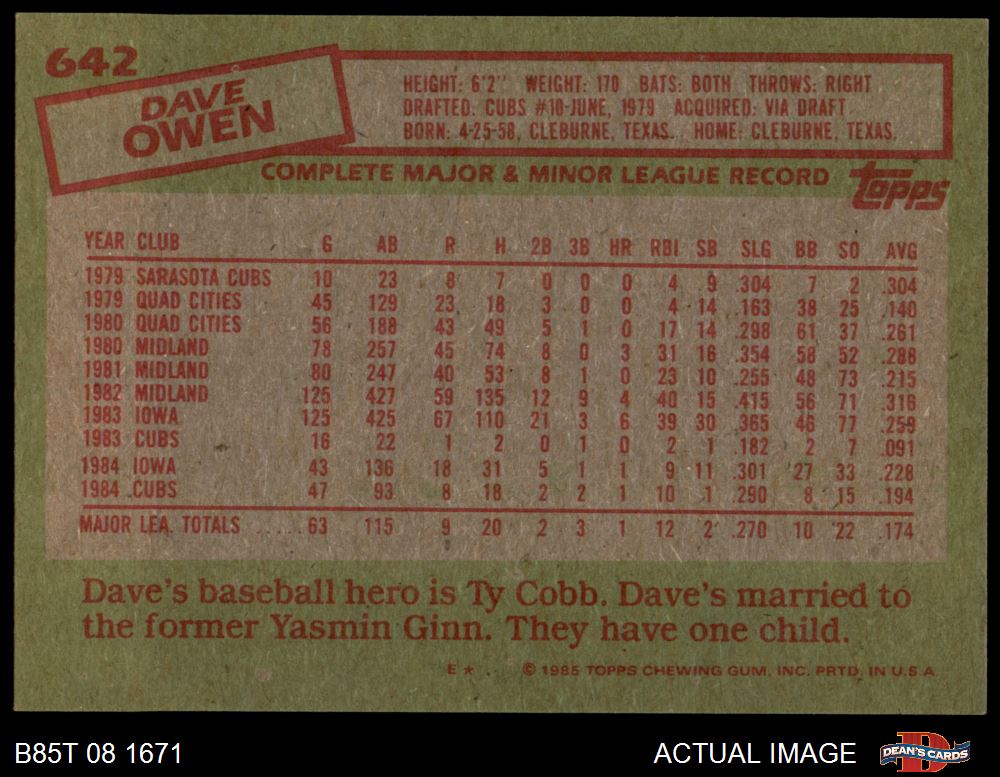 642
DAVE
OWEN
HEIGHT: 6'2" WEIGHT: 170 BATS: BOTH THROWS: RIGHT
DRAFTED: CUBS #10-JUNE, 1979 ACQUIRED: VIA DRAFT
BORN: 4-25-58, CLEBURNE, TEXAS. HOME: CLEBURNE, TEXAS.
COMPLETE MAJOR & MINOR LEAGUE RECORD topps
YEAR CLUB G AB R H 2B 3B HR RBI SB SLG BB SO AVG
1979 SARASOTA CUBS 10 23 8 7 0 0 0 4 9 .304 7 2 .304
1979 QUAD CITIES 45 129 23 18 3 0 0 4 14 .163 38 25 .140
1980 QUAD CITIES 56 188 43 49 5 1 0 17 14 .298 61 37 .261
1980 MIDLAND 78 257 45 74 8 0 3 31 16 .354 58 52 .288
1981 MIDLAND 80 247 40 53 8 1 0 23 10 .255 48 73 .215
1982 MIDLAND 125 427 59 135 12 9 4 40 15 .415 56 71 .316
1983 IOWA 125 425 67 110 21 3 6 39 30 .365 46 77 .259
1983 CUBS 16 22 1 2 0 1 0 2 1 .182 2 7 .091
1984 IOWA 43 136 18 31 5 1 1 9 11 .301 27 33 .228
1984 CUBS 47 93 8 18 2 2 1 10 1 .290 8 15 .194
MAJOR LEA. TOTALS ......63 115 9 20 2 3 1 12 2 .270 10 22 .174
Dave's baseball hero is Ty Cobb. Dave's married to
the former Yasmin Ginn. They have one child.
E * © 1985 TOPPS CHEWING GUM, INC. PRTD. IN U.S.A.
B85T 08 1671 ACTUAL IMAGE DEAN'S CARDS